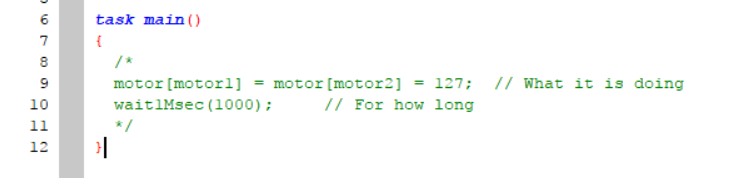 6 task main()
7 {
8 /*
9 motor[motor1] = motor[motor2] = 127; // What it is doing
10 wait1Msec(1000); // For how long
11 */
12 }